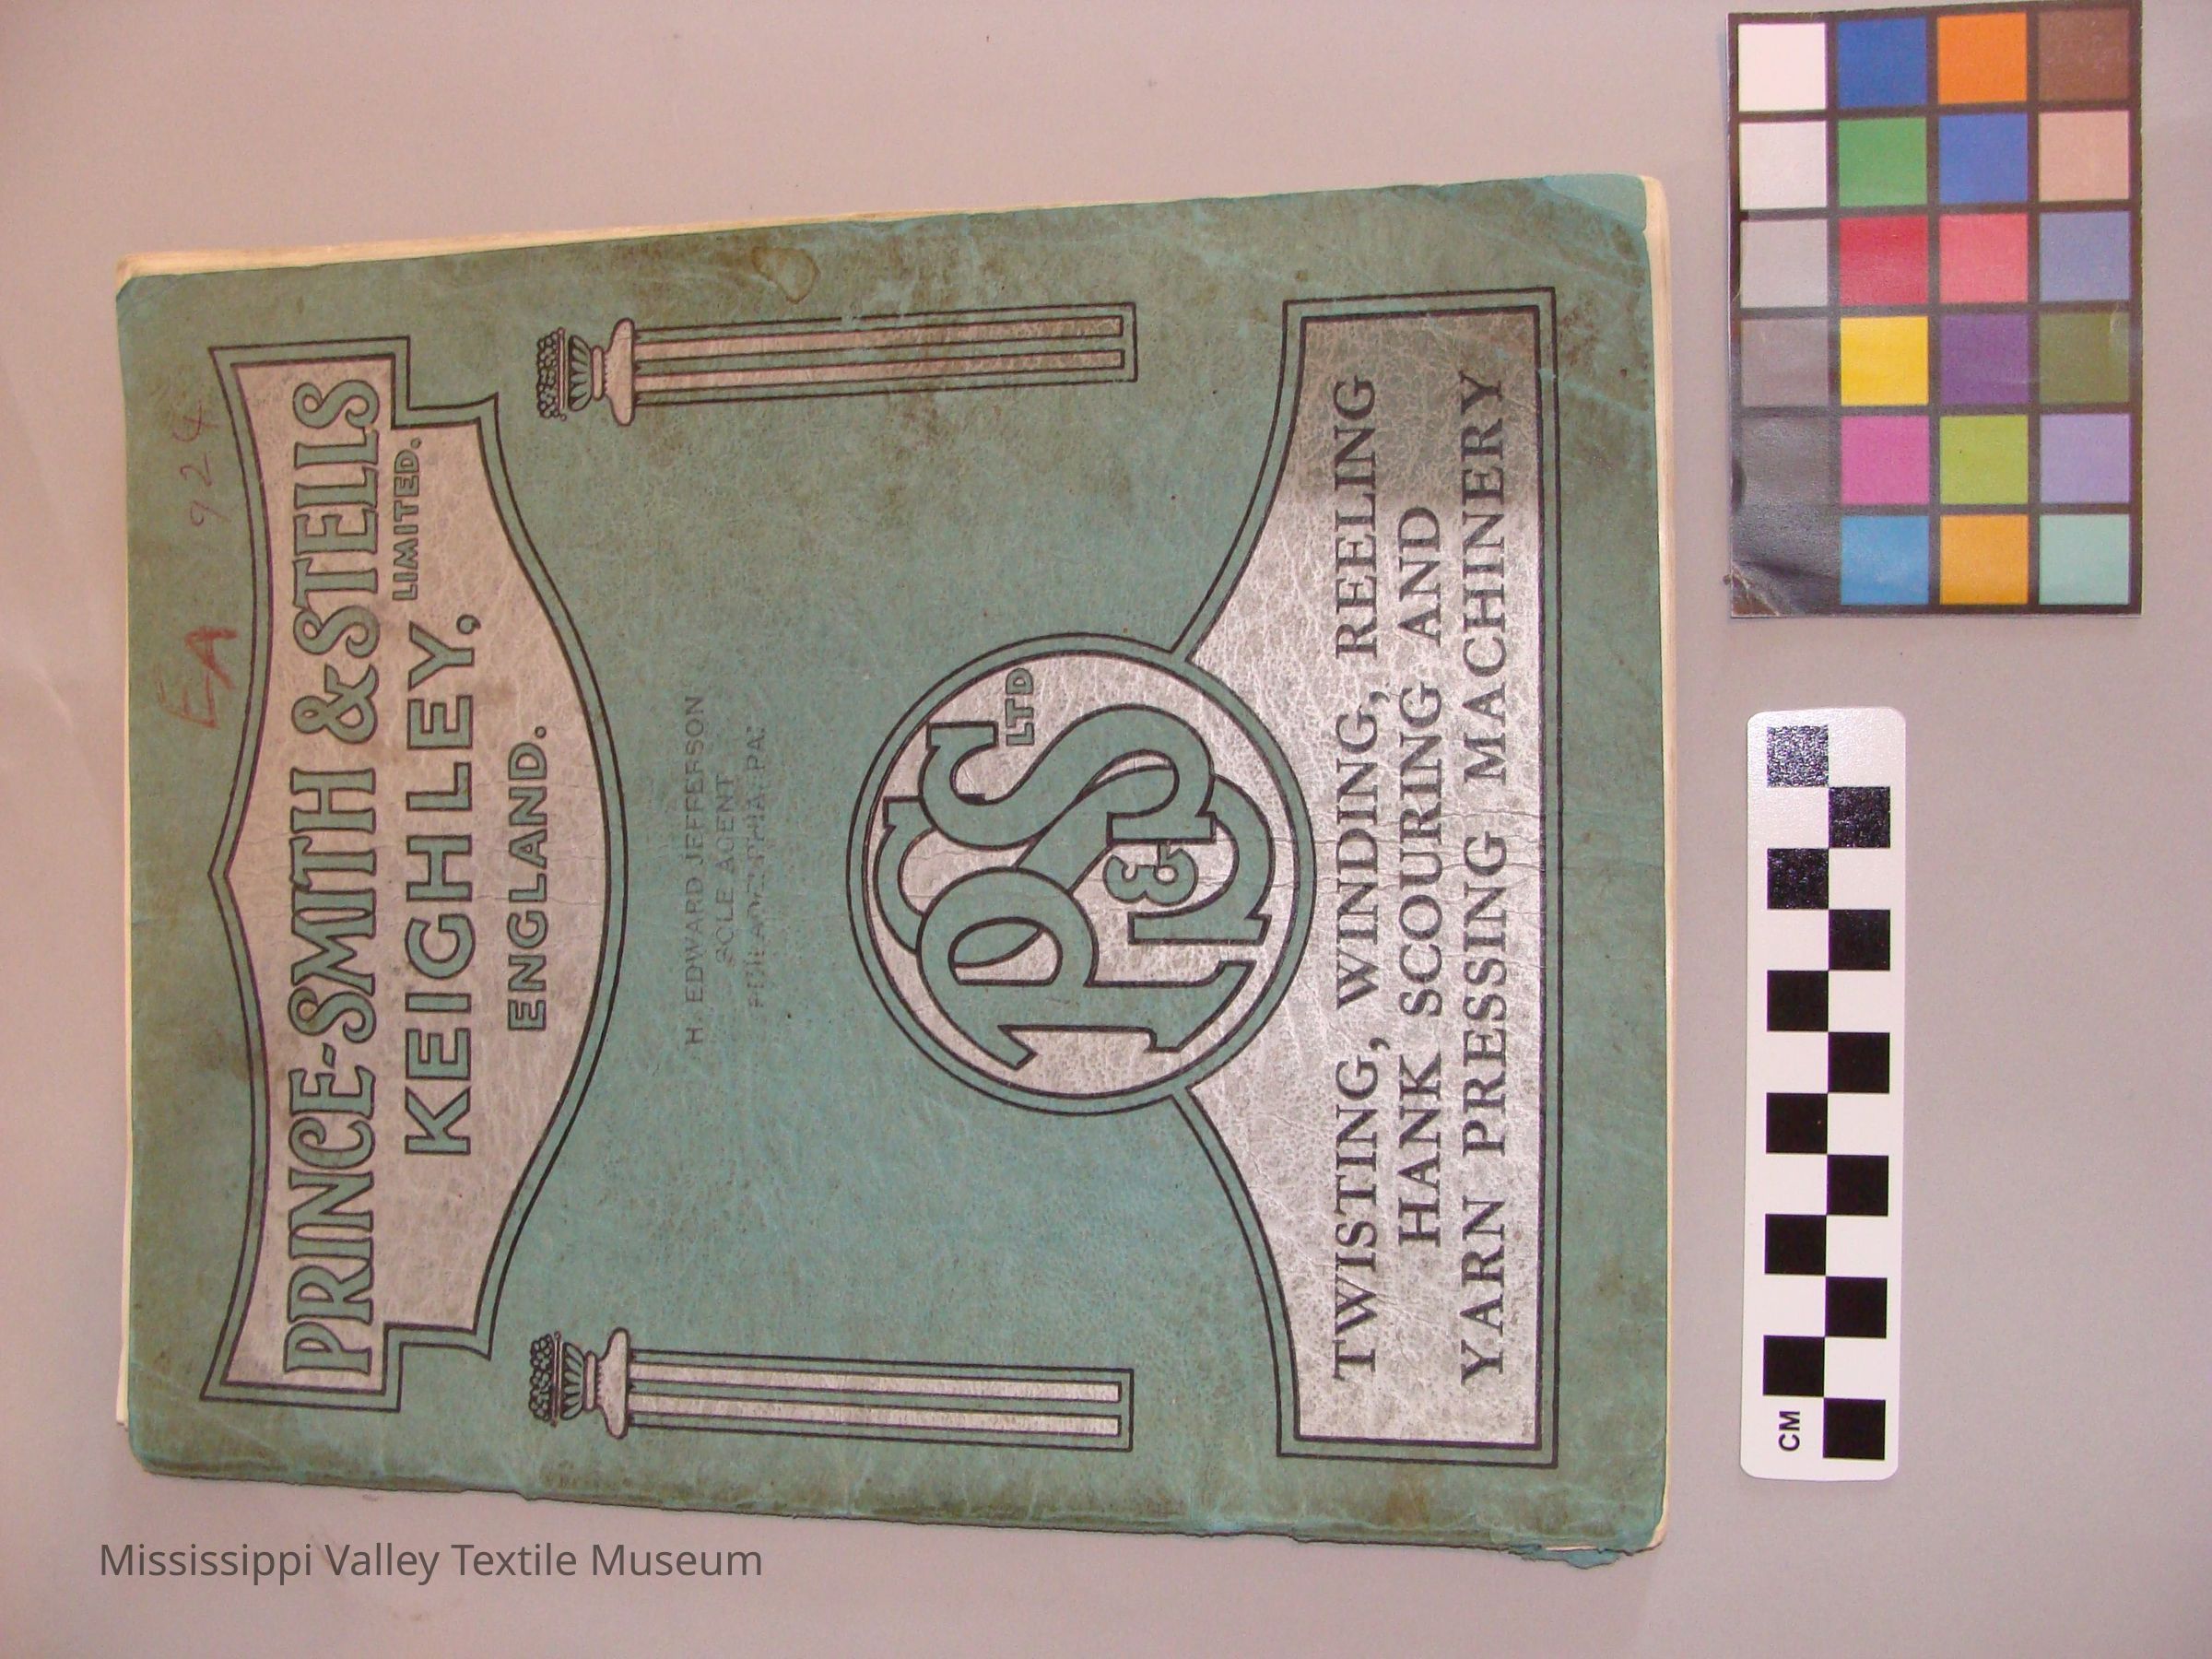 EA 1924
PRINCE-SMITH & STELLS
LIMITED.
KEIGHLEY,
ENGLAND.
H. EDWARD JEFFERSON
SOLE AGENT
PHILADELPHIA, PA.
PS&S
LTD
TWISTING, WINDING, REELING
HANK SCOURING AND
YARN PRESSING MACHINERY
CM
Mississippi Valley Textile Museum